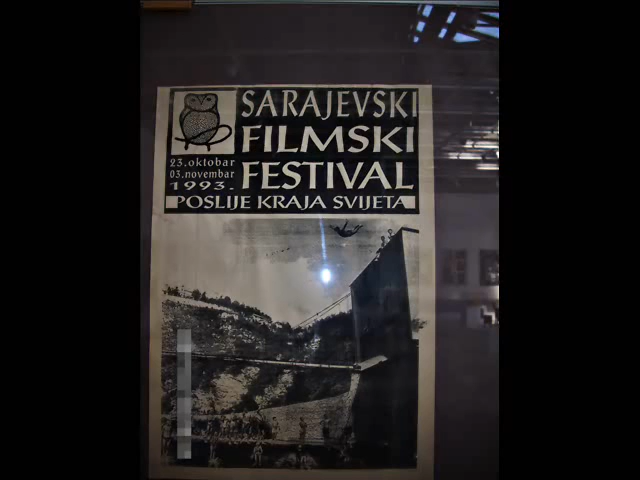 SARAJEVSKI
FILMSKI
FESTIVAL
23.oktobar
03.novembar
1993.
POSLIJE KRAJA SVIJETA